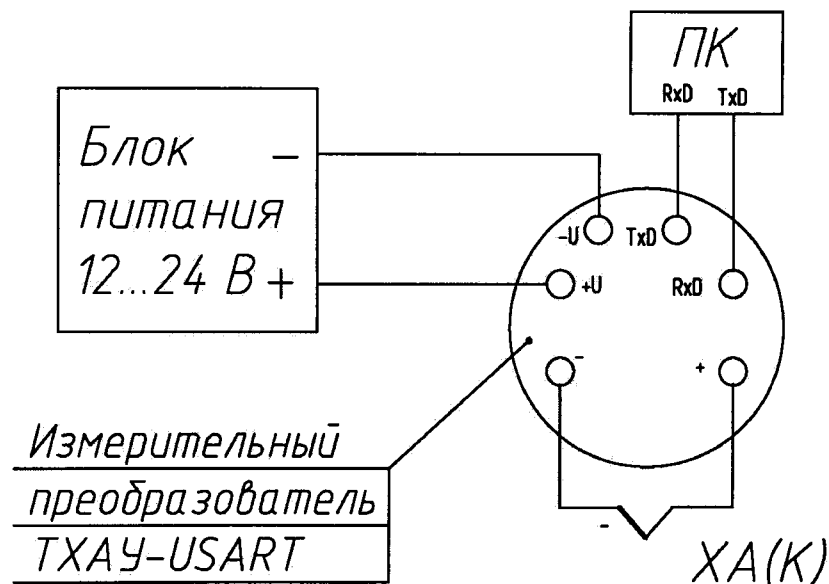 ПК
RxD TxD
Блок −
питания
12...24 В +
-U TxD
+U RxD
- +
Измерительный
преобразователь
ТХАУ-USART
-
ХА(К)